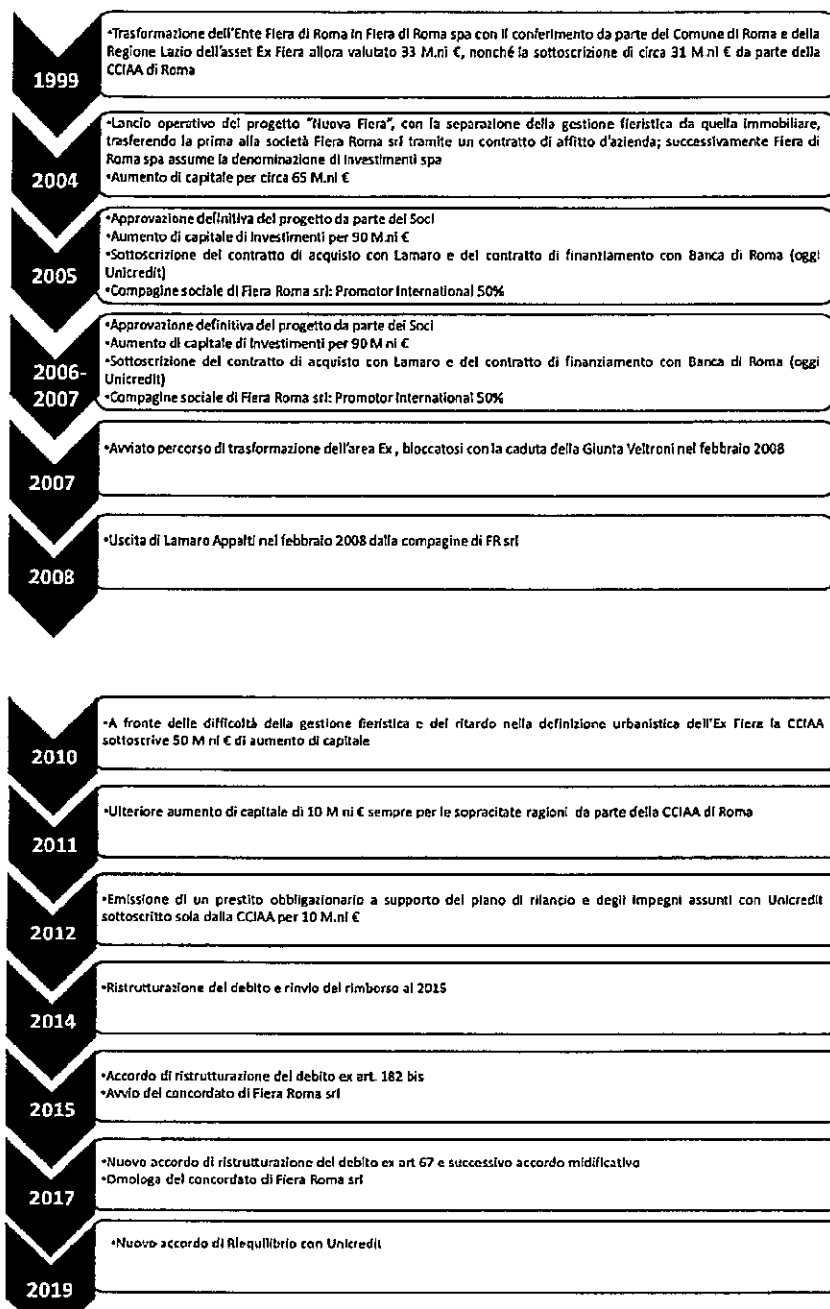 •Trasformazione dell'Ente Fiera di Roma in Fiera di Roma spa con il conferimento da parte del Comune di Roma e della
Regione Lazio dell'asset Ex Fiera allora valutato 33 M.ni €, nonché la sottoscrizione di circa 31 M.ni € da parte della
CCIAA di Roma
1999
•Lancio operativo del progetto "Nuova Fiera", con la separazione della gestione fieristica da quella immobiliare,
trasferendo la prima alla società Fiera Roma srl tramite un contratto di affitto d'azienda; successivamente Fiera di
Roma spa assume la denominazione di Investimenti spa
•Aumento di capitale per circa 65 M.ni €
2004
•Approvazione definitiva del progetto da parte dei Soci
•Aumento di capitale di Investimenti per 90 M.ni €
•Sottoscrizione del contratto di acquisto con Lamaro e del contratto di finanziamento con Banca di Roma (oggi
Unicredit)
•Compagine sociale di Fiera Roma srl: Promotor International 50%
2005
•Approvazione definitiva del progetto da parte dei Soci
•Aumento di capitale di Investimenti per 90 M.ni €
•Sottoscrizione del contratto di acquisto con Lamaro e del contratto di finanziamento con Banca di Roma (oggi
Unicredit)
•Compagine sociale di Fiera Roma srl: Promotor International 50%
2006-
2007
•Avviato percorso di trasformazione dell'area Ex , bloccatosi con la caduta della Giunta Veltroni nel febbraio 2008
2007
•Uscita di Lamaro Appalti nel febbraio 2008 dalla compagine di FR srl
2008
•A fronte delle difficoltà della gestione fieristica e del ritardo nella definizione urbanistica dell'Ex Fiera la CCIAA
sottoscrive 50 M ni € di aumento di capitale
2010
•Ulteriore aumento di capitale di 10 M ni € sempre per le sopracitate ragioni da parte della CCIAA di Roma
2011
•Emissione di un prestito obbligazionario a supporto del piano di rilancio e degli impegni assunti con Unicredit
sottoscritto sola dalla CCIAA per 10 M.ni €
2012
•Ristrutturazione del debito e rinvio del rimborso al 2015
2014
•Accordo di ristrutturazione del debito ex art. 182 bis
•Avvio del concordato di Fiera Roma srl
2015
•Nuovo accordo di ristrutturazione del debito ex art 67 e successivo accordo midificativo
•Omologa del concordato di Fiera Roma srl
2017
•Nuovo accordo di Riequilibrio con Unicredit
2019